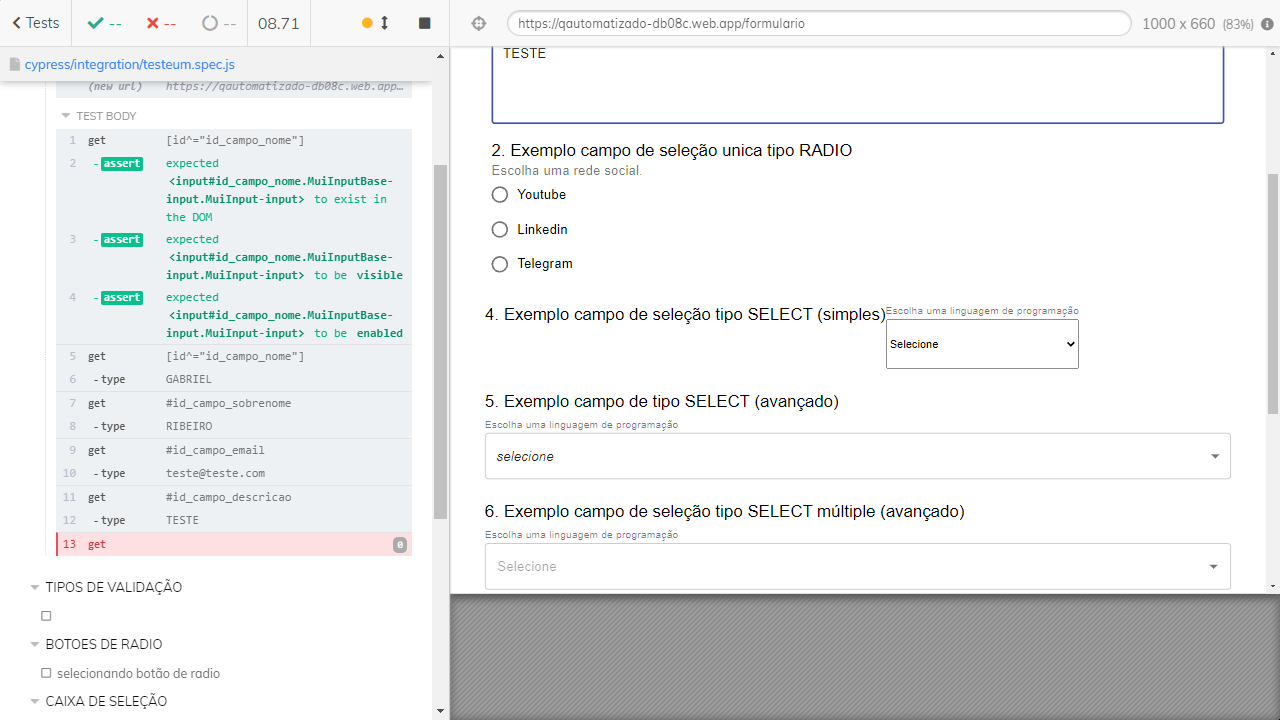 Tests
--
--
--
08.71
https://qautomatizado-db08c.web.app/formulario
1000 x 660 (83%)
cypress/integration/testeum.spec.js
(new url) https://qautomatizado-db08c.web.app…
TEST BODY
1 get [id^="id_campo_nome"]
2 -assert expected
<input#id_campo_nome.MuiInputBase-
input.MuiInput-input> to exist in
the DOM
3 -assert expected
<input#id_campo_nome.MuiInputBase-
input.MuiInput-input> to be visible
4 -assert expected
<input#id_campo_nome.MuiInputBase-
input.MuiInput-input> to be enabled
5 get [id^="id_campo_nome"]
6 -type GABRIEL
7 get #id_campo_sobrenome
8 -type RIBEIRO
9 get #id_campo_email
10 -type teste@teste.com
11 get #id_campo_descricao
12 -type TESTE
13 get 0
TIPOS DE VALIDAÇÃO
BOTOES DE RADIO
selecionando botão de radio
CAIXA DE SELEÇÃO
TESTE
2. Exemplo campo de seleção unica tipo RADIO
Escolha uma rede social.
Youtube
Linkedin
Telegram
4. Exemplo campo de seleção tipo SELECT (simples)
Escolha uma linguagem de programação
Selecione
5. Exemplo campo de tipo SELECT (avançado)
Escolha uma linguagem de programação
selecione
6. Exemplo campo de seleção tipo SELECT múltiple (avançado)
Escolha uma linguagem de programação
Selecione